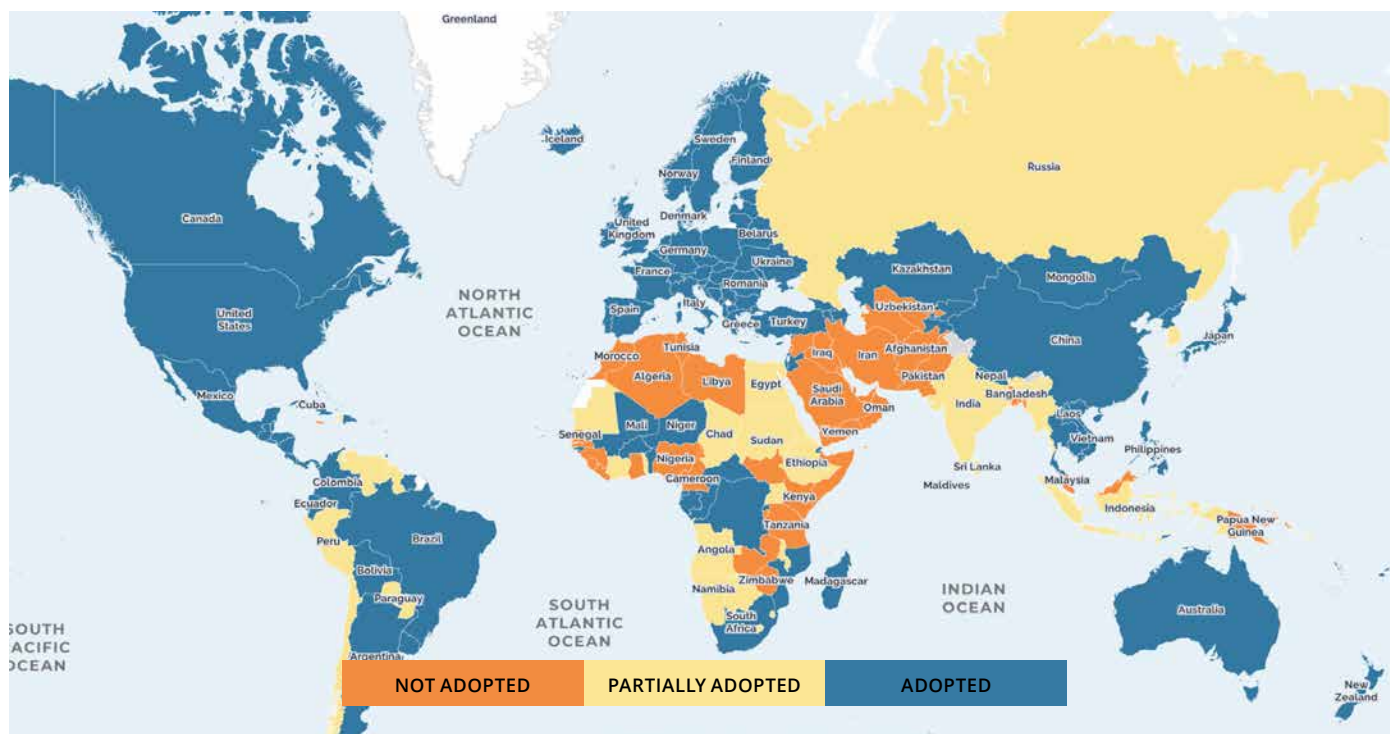 Greenland
Iceland
Sweden
Finland
Norway
Russia
Canada
United
Kingdom
Denmark
Belarus
Germany
Ukraine
France
Romania
Kazakhstan
Mongolia
NORTH
ATLANTIC
OCEAN
United
States
Spain
Italy
Greece
Turkey
Uzbekistan
China
Japan
Morocco
Tunisia
Algeria
Libya
Egypt
Iraq
Iran
Afghanistan
Pakistan
Nepal
Mexico
Cuba
Saudi
Arabia
Oman
India
Bangladesh
Laos
Senegal
Mali
Niger
Chad
Sudan
Yemen
Vietnam
Philippines
Nigeria
Ethiopia
Sri Lanka
Cameroon
Maldives
Malaysia
Colombia
Ecuador
Kenya
Indonesia
Peru
Brazil
Tanzania
Papua New
Guinea
Angola
Bolivia
Zimbabwe
Madagascar
Namibia
Paraguay
INDIAN
OCEAN
SOUTH
ATLANTIC
OCEAN
South
Africa
Australia
SOUTH
ACIFIC
OCEAN
Argentina
New
Zealand
NOT ADOPTED
PARTIALLY ADOPTED
ADOPTED